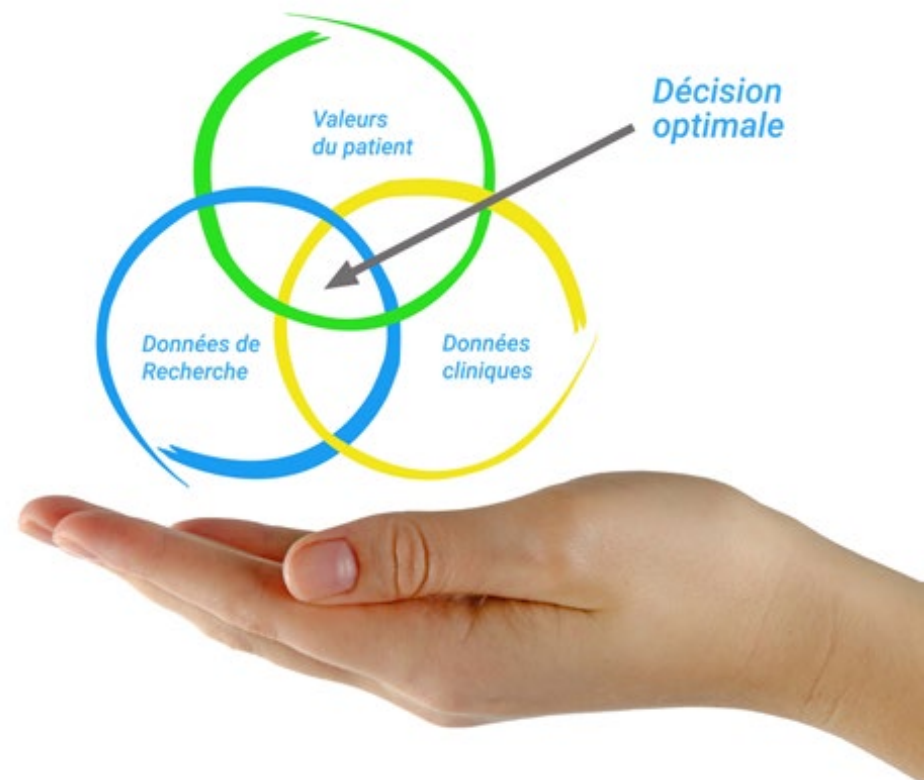 Valeurs
du patient
Décision
optimale
Données de
Recherche
Données
cliniques